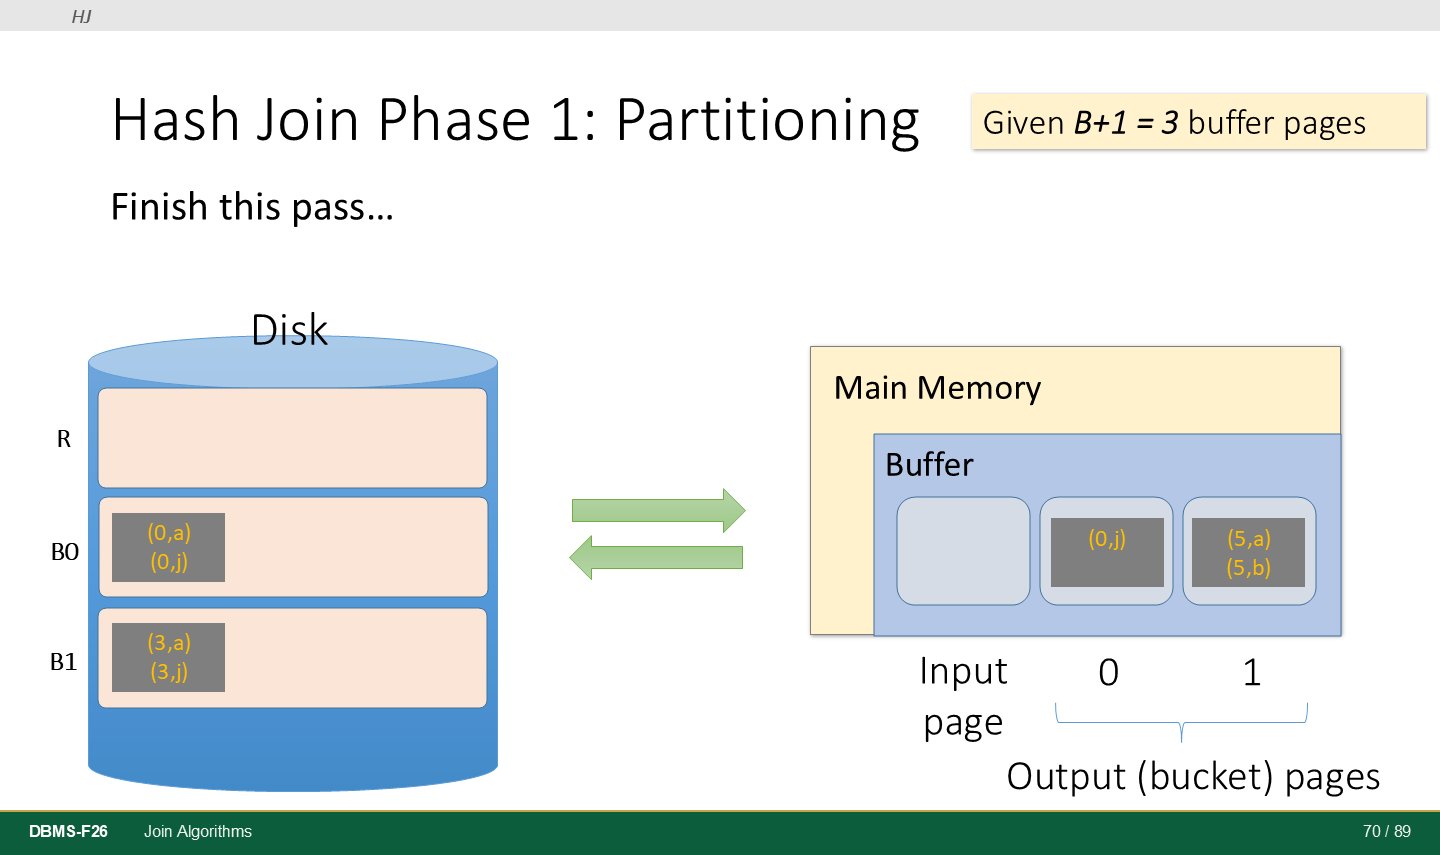 HJ
Hash Join Phase 1: Partitioning
Given B+1 = 3 buffer pages
Finish this pass…
Disk
R
B0
(0,a)
(0,j)
B1
(3,a)
(3,j)
Main Memory
Buffer
(0,j)
(5,a)
(5,b)
Input
page
0
1
Output (bucket) pages
DBMS-F26
Join Algorithms
70 / 89